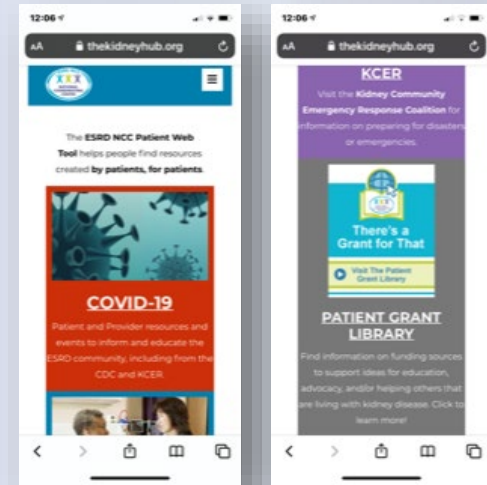 12:06
AA thekidneyhub.org
The ESRD NCC Patient Web
Tool helps people find resources
created by patients, for patients.
COVID-19
Patient and Provider resources and
events to inform and educate the
ESRD community, including from the
CDC and KCER.
12:06
AA thekidneyhub.org
KCER
Visit the Kidney Community
Emergency Response Coalition for
information on preparing for disasters
or emergencies.
There's a
Grant for That
Visit The Patient
Grant Library
PATIENT GRANT
LIBRARY
Find information on funding sources
to support ideas for education,
advocacy, and/or helping others that
are living with kidney disease. Click to
learn more!